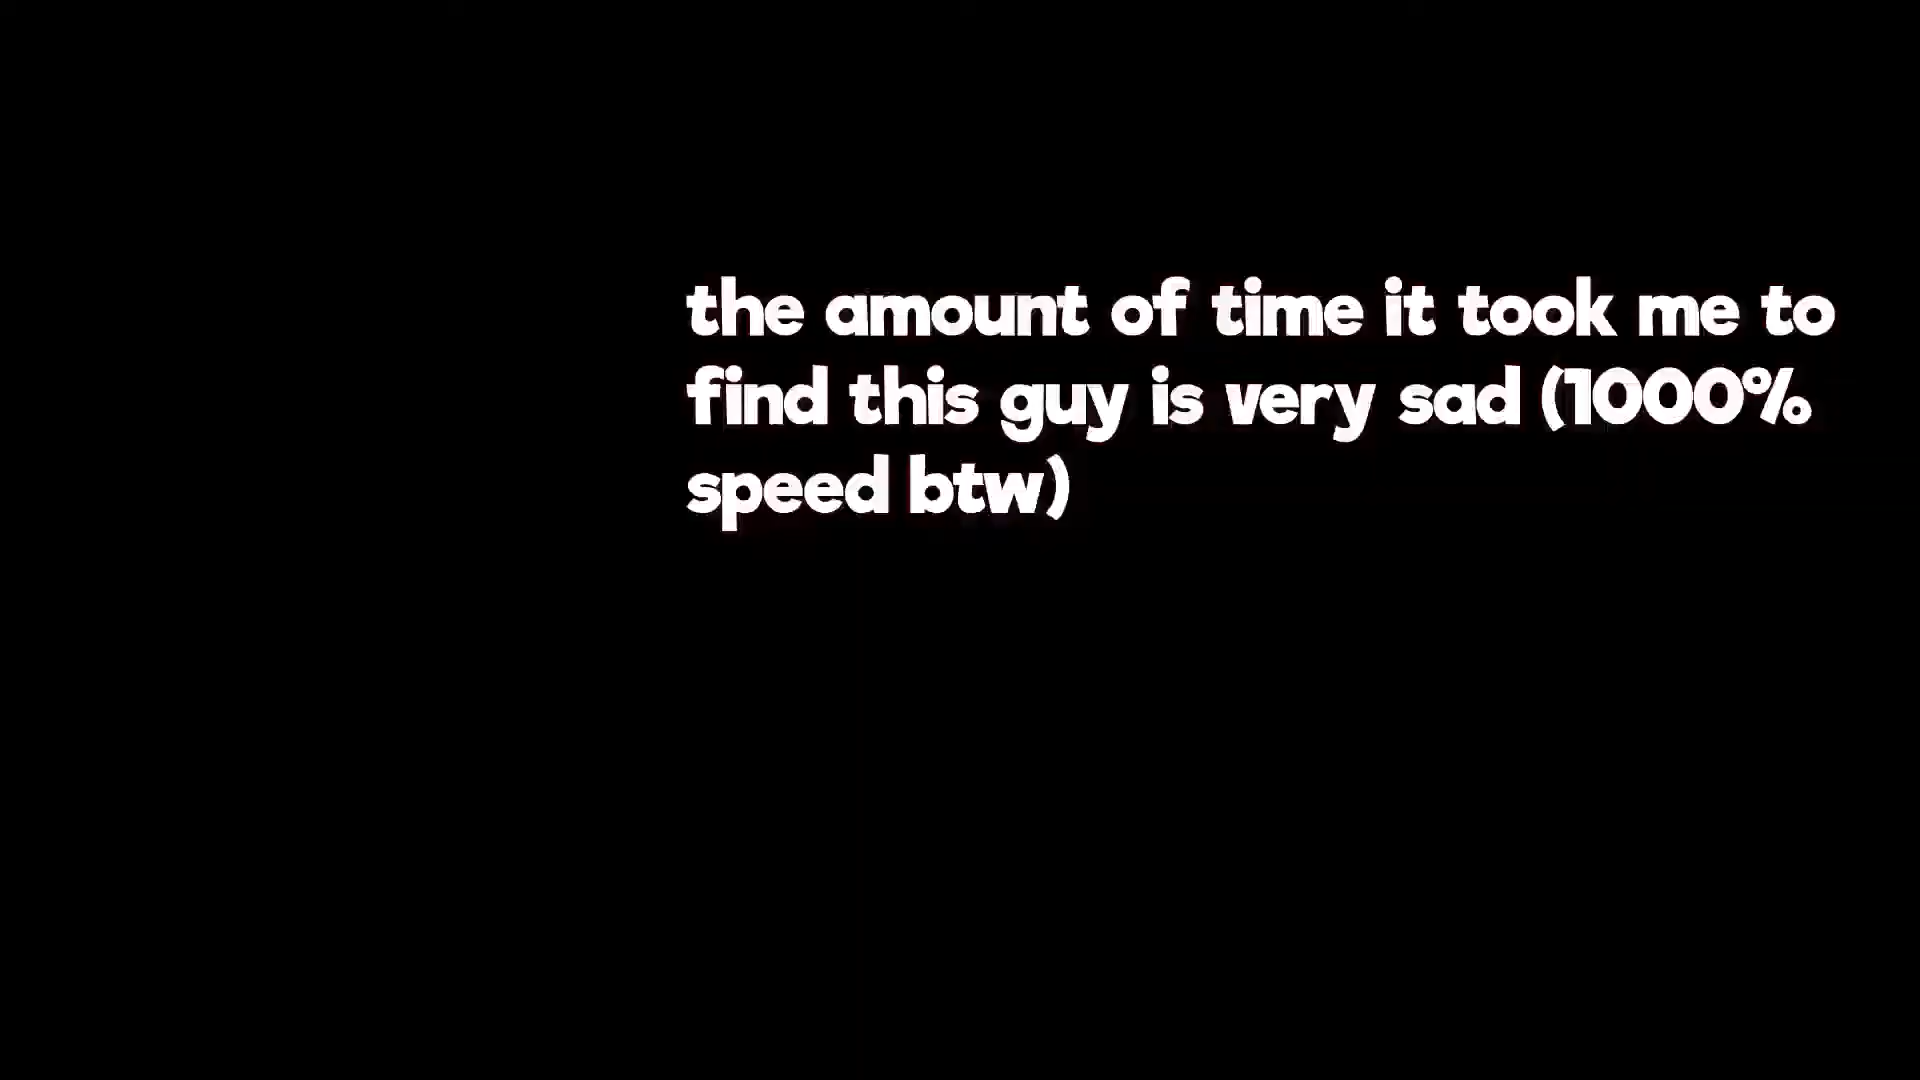 the amount of time it took me to
find this guy is very sad (1000%
speed btw)